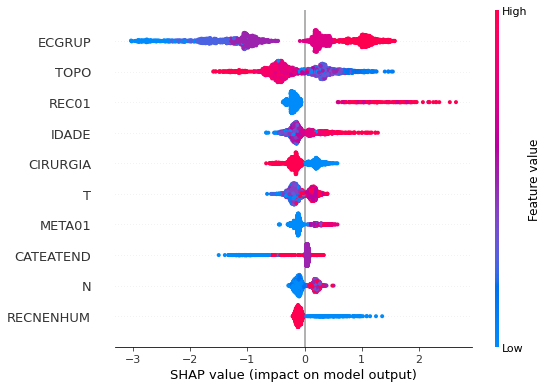 High
ECGRUP
TOPO
REC01
IDADE
CIRURGIA
T
META01
CATEATEND
N
RECNENHUM
Feature value
Low
−3
−2
−1
0
1
2
SHAP value (impact on model output)